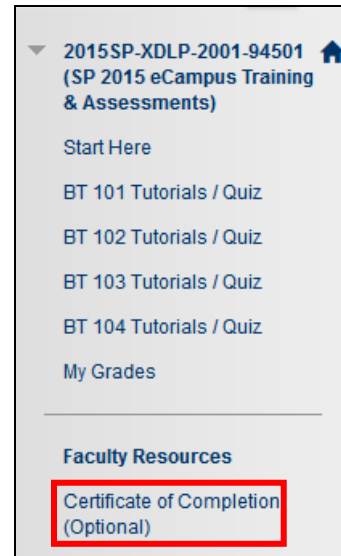 2015SP-XDLP-2001-94501
(SP 2015 eCampus Training
& Assessments)
Start Here
BT 101 Tutorials / Quiz
BT 102 Tutorials / Quiz
BT 103 Tutorials / Quiz
BT 104 Tutorials / Quiz
My Grades
Faculty Resources
Certificate of Completion
(Optional)